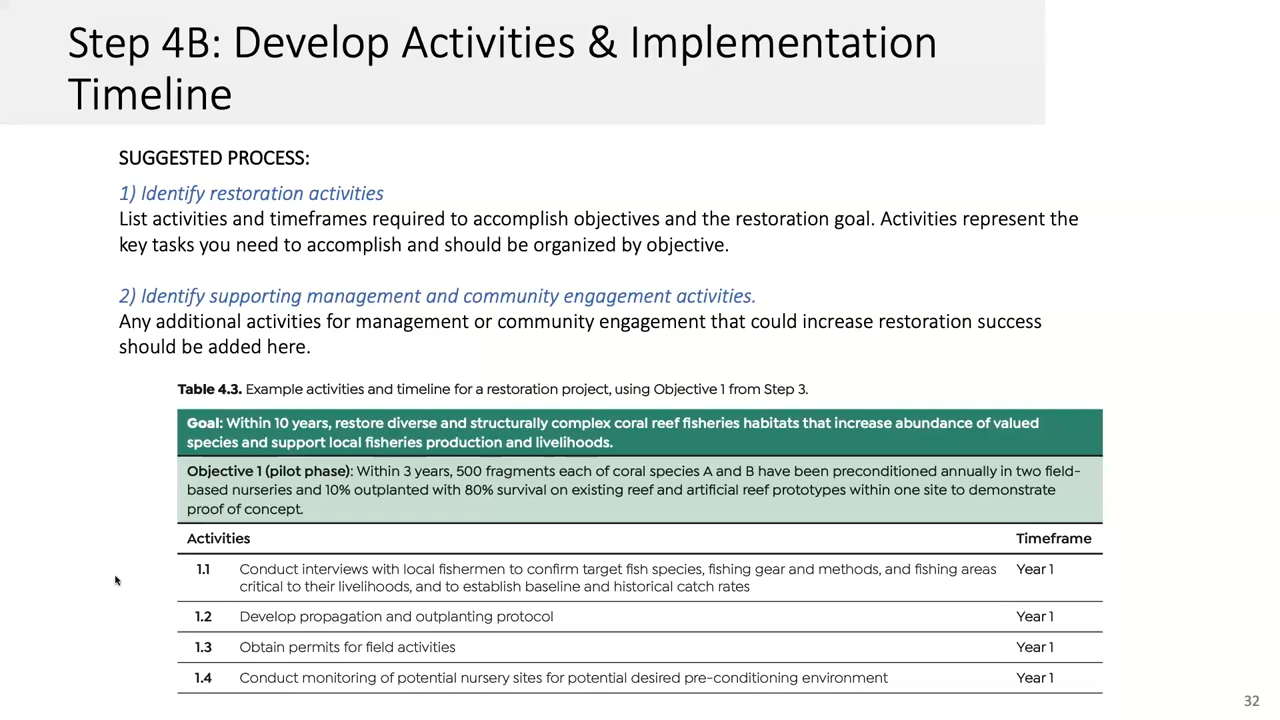 Step 4B: Develop Activities & Implementation
Timeline
SUGGESTED PROCESS:
1) Identify restoration activities
List activities and timeframes required to accomplish objectives and the restoration goal. Activities represent the
key tasks you need to accomplish and should be organized by objective.
2) Identify supporting management and community engagement activities.
Any additional activities for management or community engagement that could increase restoration success
should be added here.
Table 4.3. Example activities and timeline for a restoration project, using Objective 1 from Step 3.
Goal: Within 10 years, restore diverse and structurally complex coral reef fisheries habitats that increase abundance of valued
species and support local fisheries production and livelihoods.
Objective 1 (pilot phase): Within 3 years, 500 fragments each of coral species A and B have been preconditioned annually in two field-
based nurseries and 10% outplanted with 80% survival on existing reef and artificial reef prototypes within one site to demonstrate
proof of concept.
Activities Timeframe
1.1 Conduct interviews with local fishermen to confirm target fish species, fishing gear and methods, and fishing areas Year 1
critical to their livelihoods, and to establish baseline and historical catch rates
1.2 Develop propagation and outplanting protocol Year 1
1.3 Obtain permits for field activities Year 1
1.4 Conduct monitoring of potential nursery sites for potential desired pre-conditioning environment Year 1
32